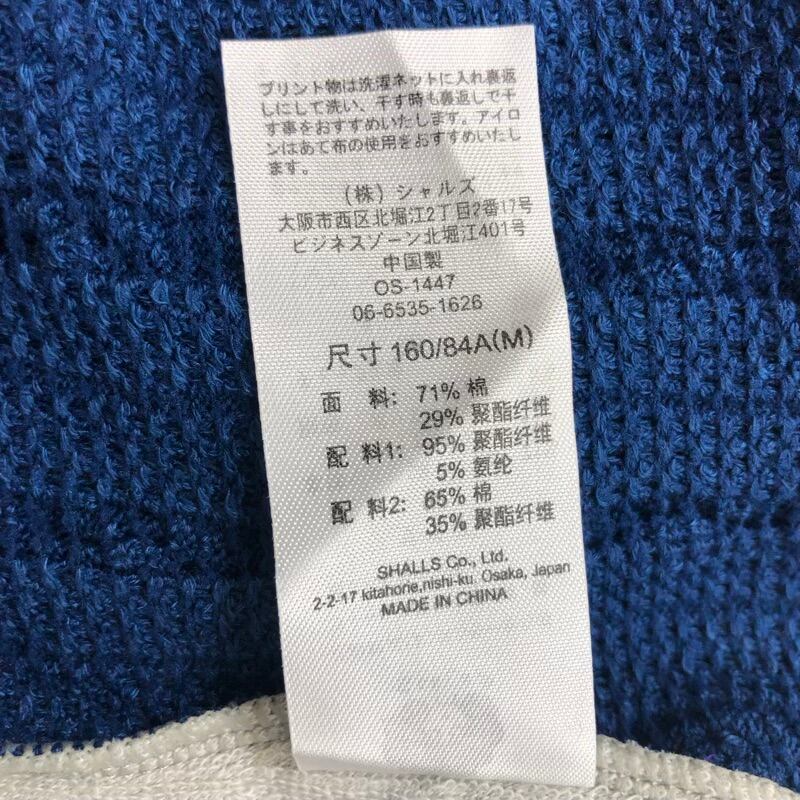 プリント物は洗濯ネットに入れ裏返
しにして洗い、干す時も裏返しで干
す事をおすすめいたします。アイロ
ンはあて布の使用をおすすめいたし
ます。
(株)シャルズ
大阪市西区北堀江2丁目2番17号
ビジネスゾーン北堀江401号
中国製
OS-1447
06-6535-1626
尺寸 160/84A(M)
面 料: 71% 棉
29% 聚酯纤维
配 料1: 95% 聚酯纤维
5% 氨纶
配 料2: 65% 棉
35% 聚酯纤维
SHALLS Co., Ltd.
2-2-17 kitahorie,nishi-ku, Osaka, Japan
MADE IN CHINA